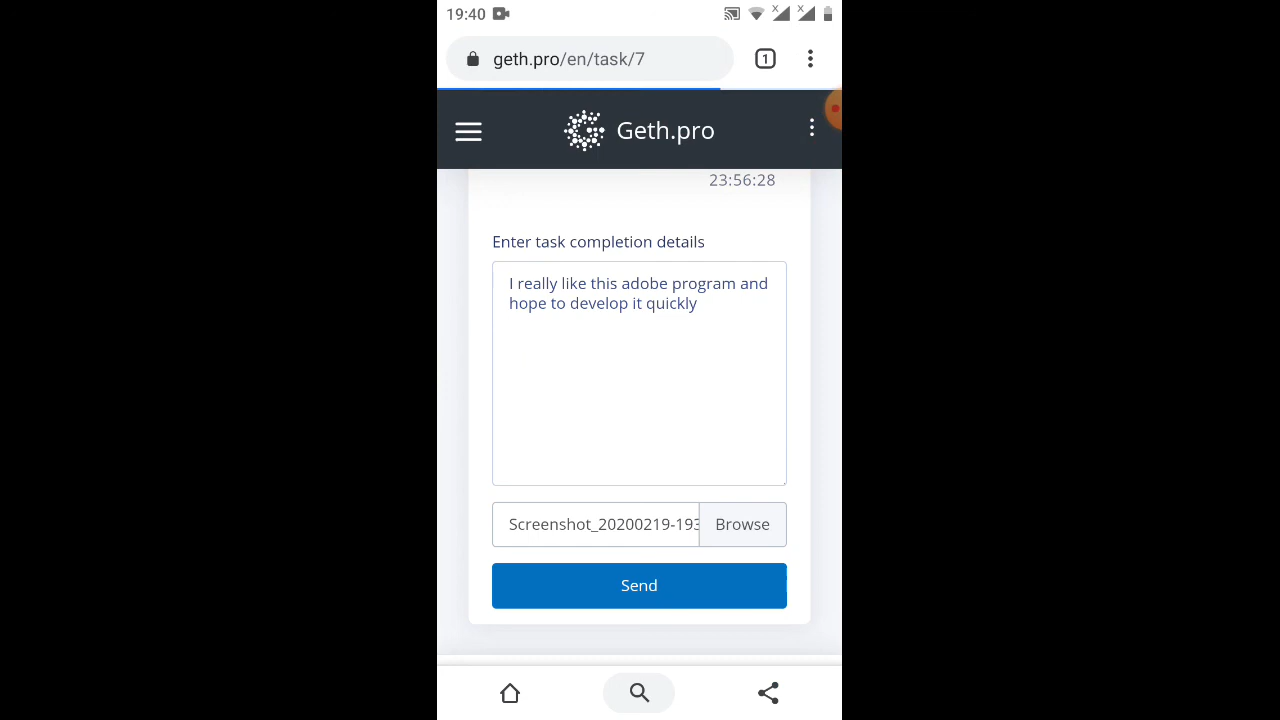 19:40
geth.pro/en/task/7
1
Geth.pro
23:56:28
Enter task completion details
I really like this adobe program and
hope to develop it quickly
Screenshot_20200219-193
Browse
Send